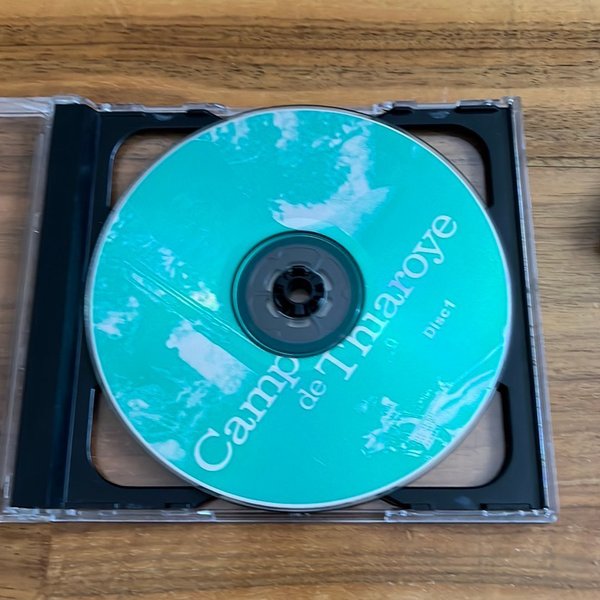 Camp
de Thiaroye
Disc1